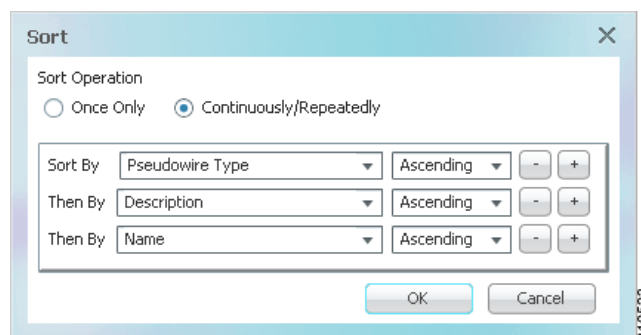 Sort
Sort Operation
Once Only Continuously/Repeatedly
Sort By Pseudowire Type Ascending - +
Then By Description Ascending - +
Then By Name Ascending - +
OK Cancel